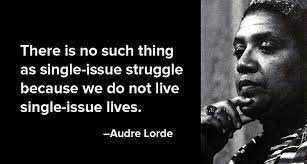 There is no such thing
as single-issue struggle
because we do not live
single-issue lives.
–Audre Lorde